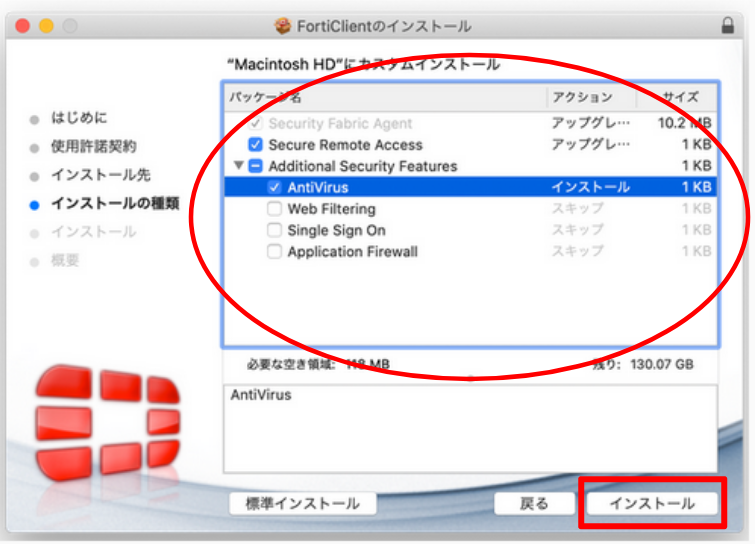 FortiClientのインストール
"Macintosh HD"にカスタムインストール
はじめに
使用許諾契約
インストール先
インストールの種類
インストール
概要
パッケージ名 アクション サイズ
Security Fabric Agent アップグレ… 10.2 MB
Secure Remote Access アップグレ… 1 KB
Additional Security Features 1 KB
AntiVirus インストール 1 KB
Web Filtering スキップ 1 KB
Single Sign On スキップ 1 KB
Application Firewall スキップ 1 KB
必要な空き領域: 118 MB 残り: 130.07 GB
AntiVirus
標準インストール 戻る インストール